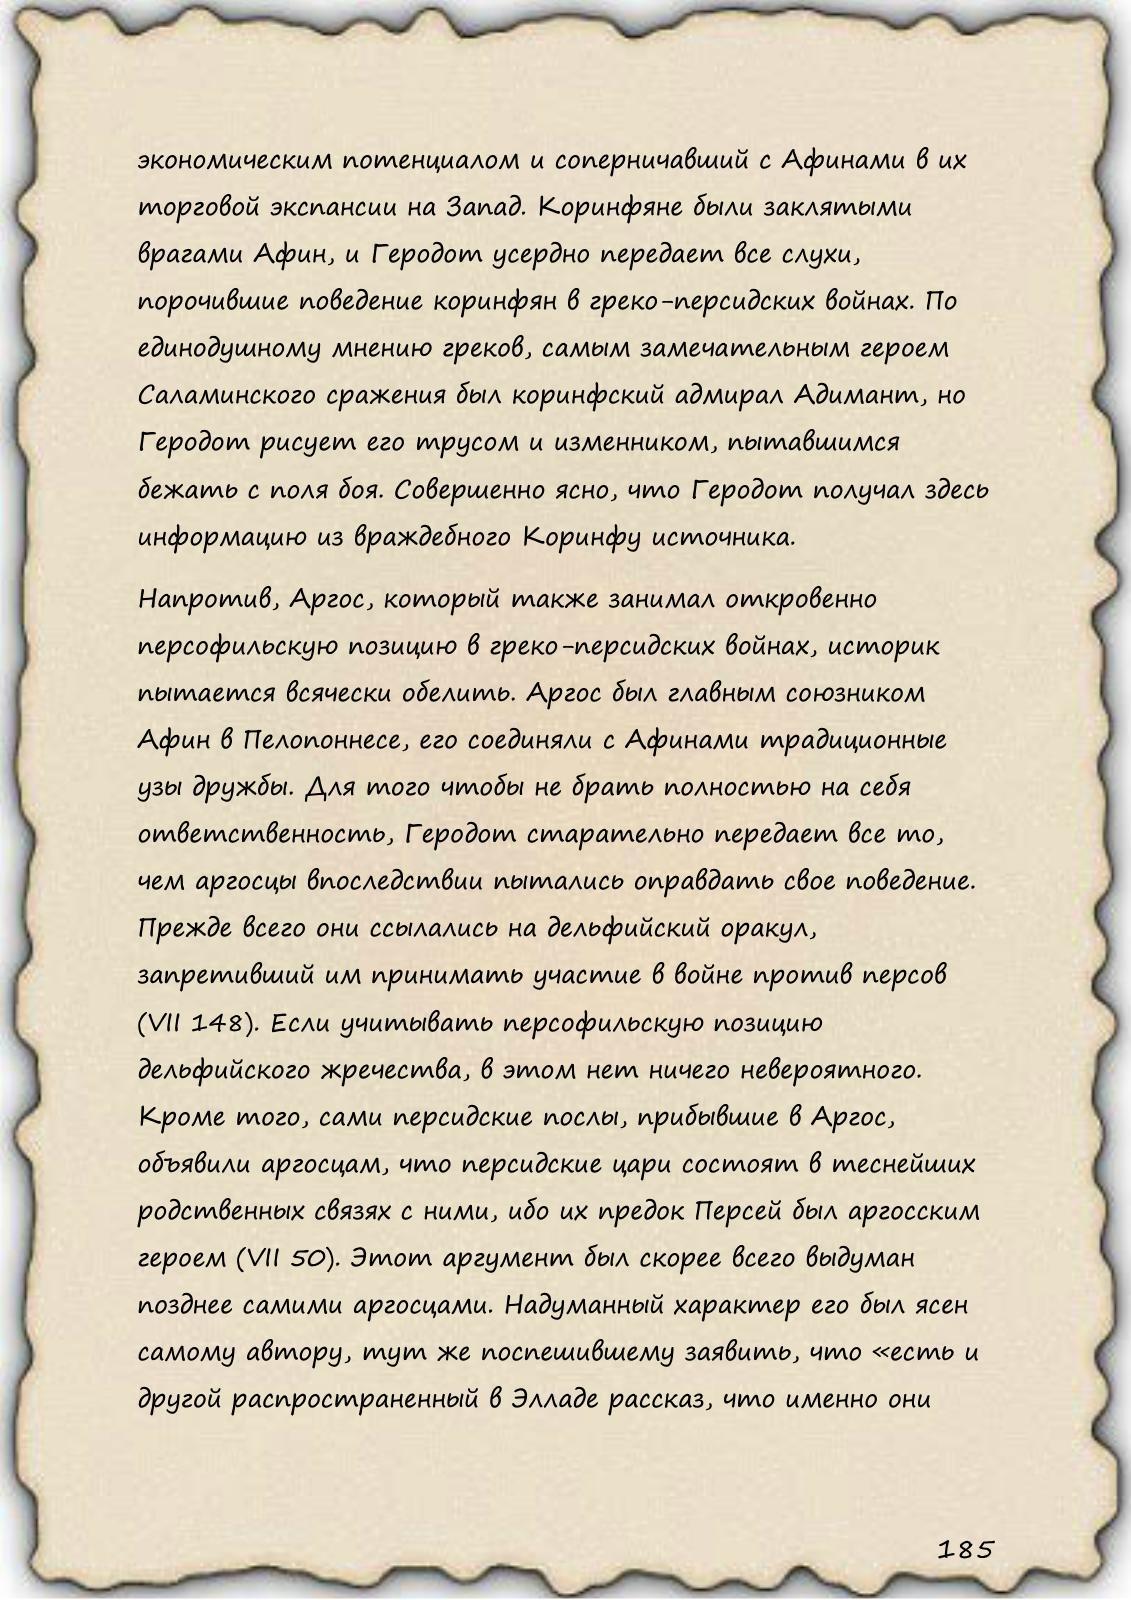 экономическим потенциалом и соперничавший с Афинами в их
торговой экспансии на Запад. Коринфяне были заклятыми
врагами Афин, и Геродот усердно передает все слухи,
порочившие поведение коринфян в греко-персидских войнах. По
единодушному мнению греков, самым замечательным героем
Саламинского сражения был коринфский адмирал Адимант, но
Геродот рисует его трусом и изменником, пытавшимся
бежать с поля боя. Совершенно ясно, что Геродот получал здесь
информацию из враждебного Коринфу источника.
Напротив, Аргос, который также занимал откровенно
персофильскую позицию в греко-персидских войнах, историк
пытается всячески обелить. Аргос был главным союзником
Афин в Пелопоннесе, его соединяли с Афинами традиционные
узы дружбы. Для того чтобы не брать полностью на себя
ответственность, Геродот старательно передает все то,
чем аргосцы впоследствии пытались оправдать свое поведение.
Прежде всего они ссылались на дельфийский оракул,
запретивший им принимать участие в войне против персов
(VII 148). Если учитывать персофильскую позицию
дельфийского жречества, в этом нет ничего невероятного.
Кроме того, сами персидские послы, прибывшие в Аргос,
объявили аргосцам, что персидские цари состоят в теснейших
родственных связях с ними, ибо их предок Персей был аргосским
героем (VII 50). Этот аргумент был скорее всего выдуман
позднее самими аргосцами. Надуманный характер его был ясен
самому автору, тут же поспешившему заявить, что «есть и
другой распространенный в Элладе рассказ, что именно они
185